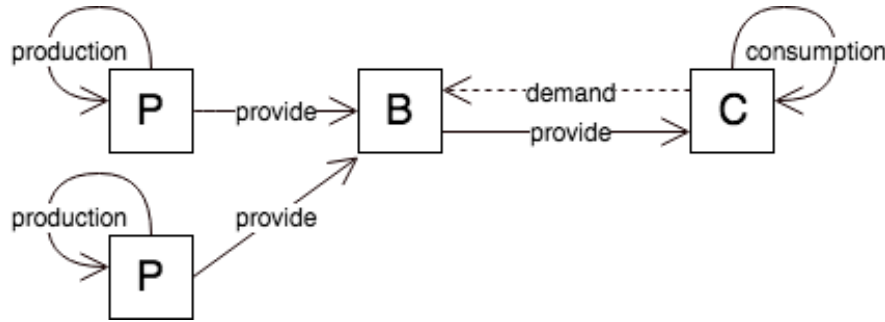 production
consumption
P
provide
B
demand
provide
C
production
provide
P